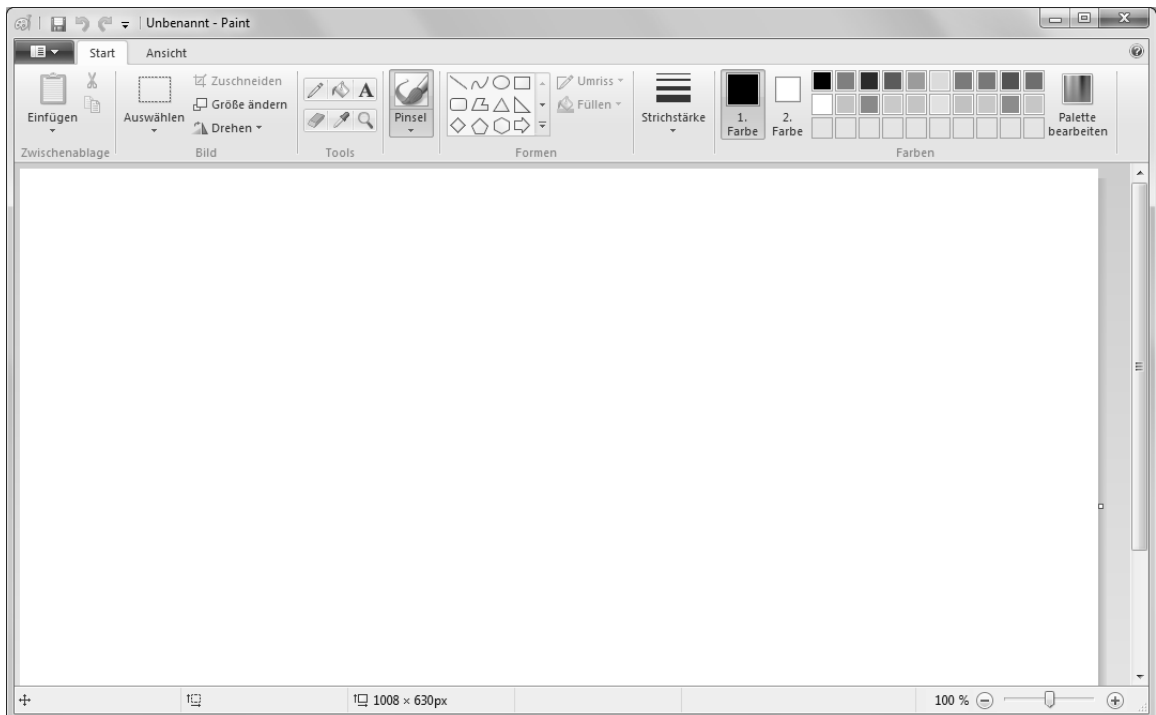 Unbenannt - Paint
Start Ansicht
Einfügen
Auswählen
Zuschneiden
Größe ändern
Drehen
A
Pinsel
Umriss
Füllen
Strichstärke
1.
Farbe
2.
Farbe
Palette
bearbeiten
Zwischenablage Bild Tools Formen Farben
1008 × 630px 100 %